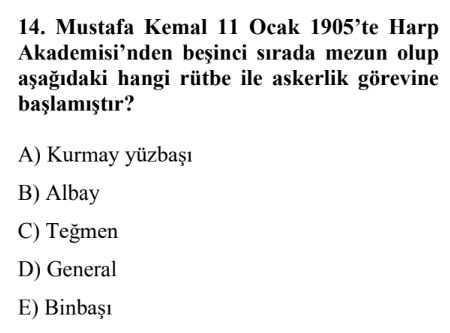 14. Mustafa Kemal 11 Ocak 1905’te Harp
Akademisi’nden beşinci sırada mezun olup
aşağıdaki hangi rütbe ile askerlik görevine
başlamıştır?
A) Kurmay yüzbaşı
B) Albay
C) Teğmen
D) General
E) Binbaşı